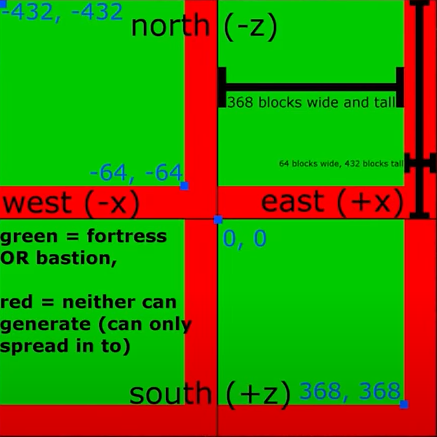 -432, -432
north (-z)
368 blocks wide and tall
64 blocks wide, 432 blocks tall
-64, -64
west (-x)
east (+x)
green = fortress
OR bastion,
0, 0
red = neither can
generate (can only
spread in to)
south (+z)
368, 368